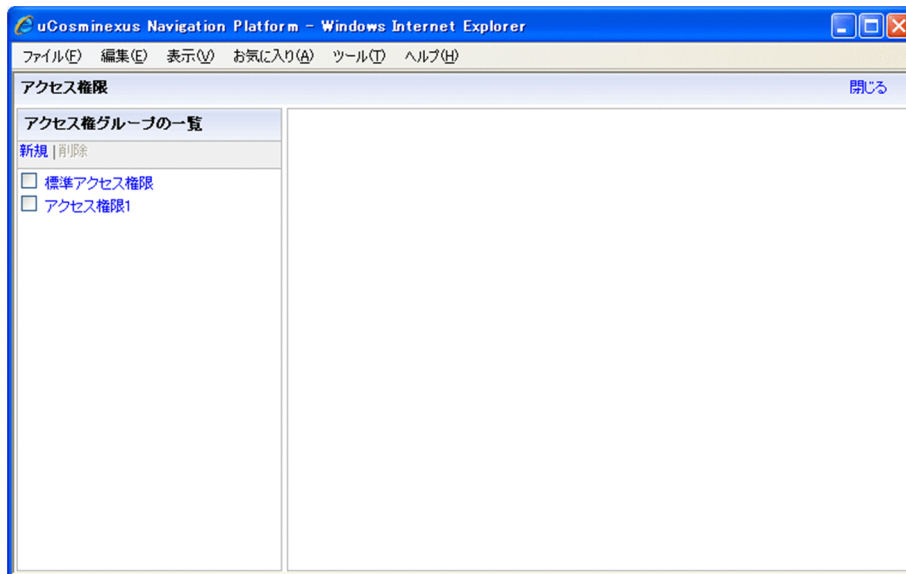 uCosminexus Navigation Platform - Windows Internet Explorer
ファイル(F) 編集(E) 表示(V) お気に入り(A) ツール(T) ヘルプ(H)
アクセス権限 閉じる
アクセス権グループの一覧
新規 | 削除
標準アクセス権限
アクセス権限1